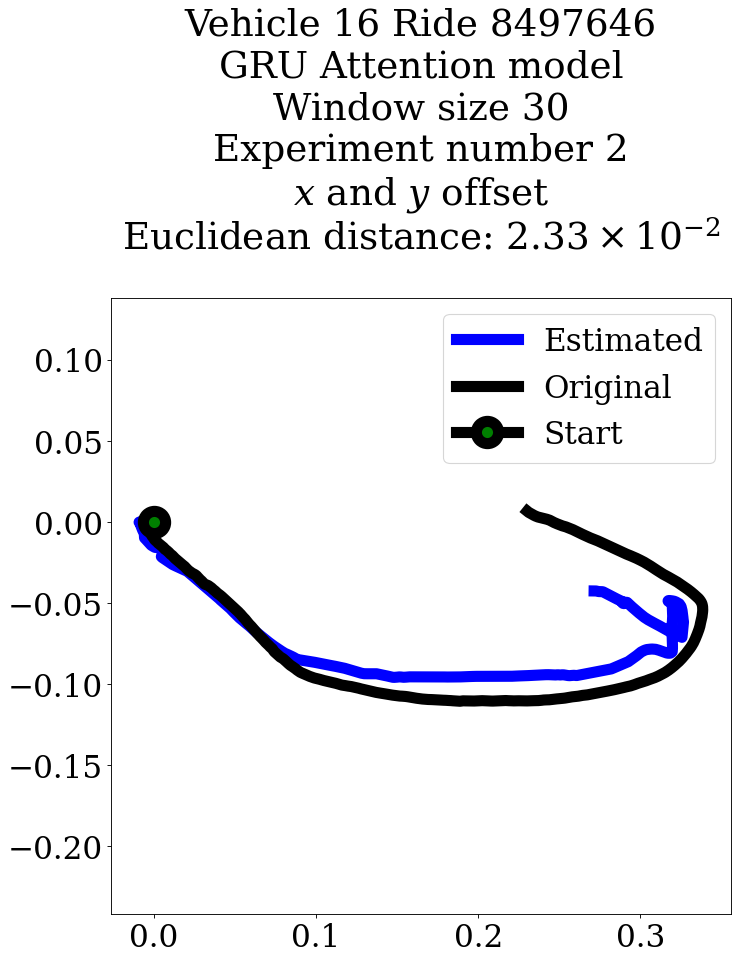 Vehicle 16 Ride 8497646
GRU Attention model
Window size 30
Experiment number 2
x and y offset
Euclidean distance: 2.33 × 10⁻²
Estimated
Original
Start
0.10
0.05
0.00
−0.05
−0.10
−0.15
−0.20
0.0 0.1 0.2 0.3